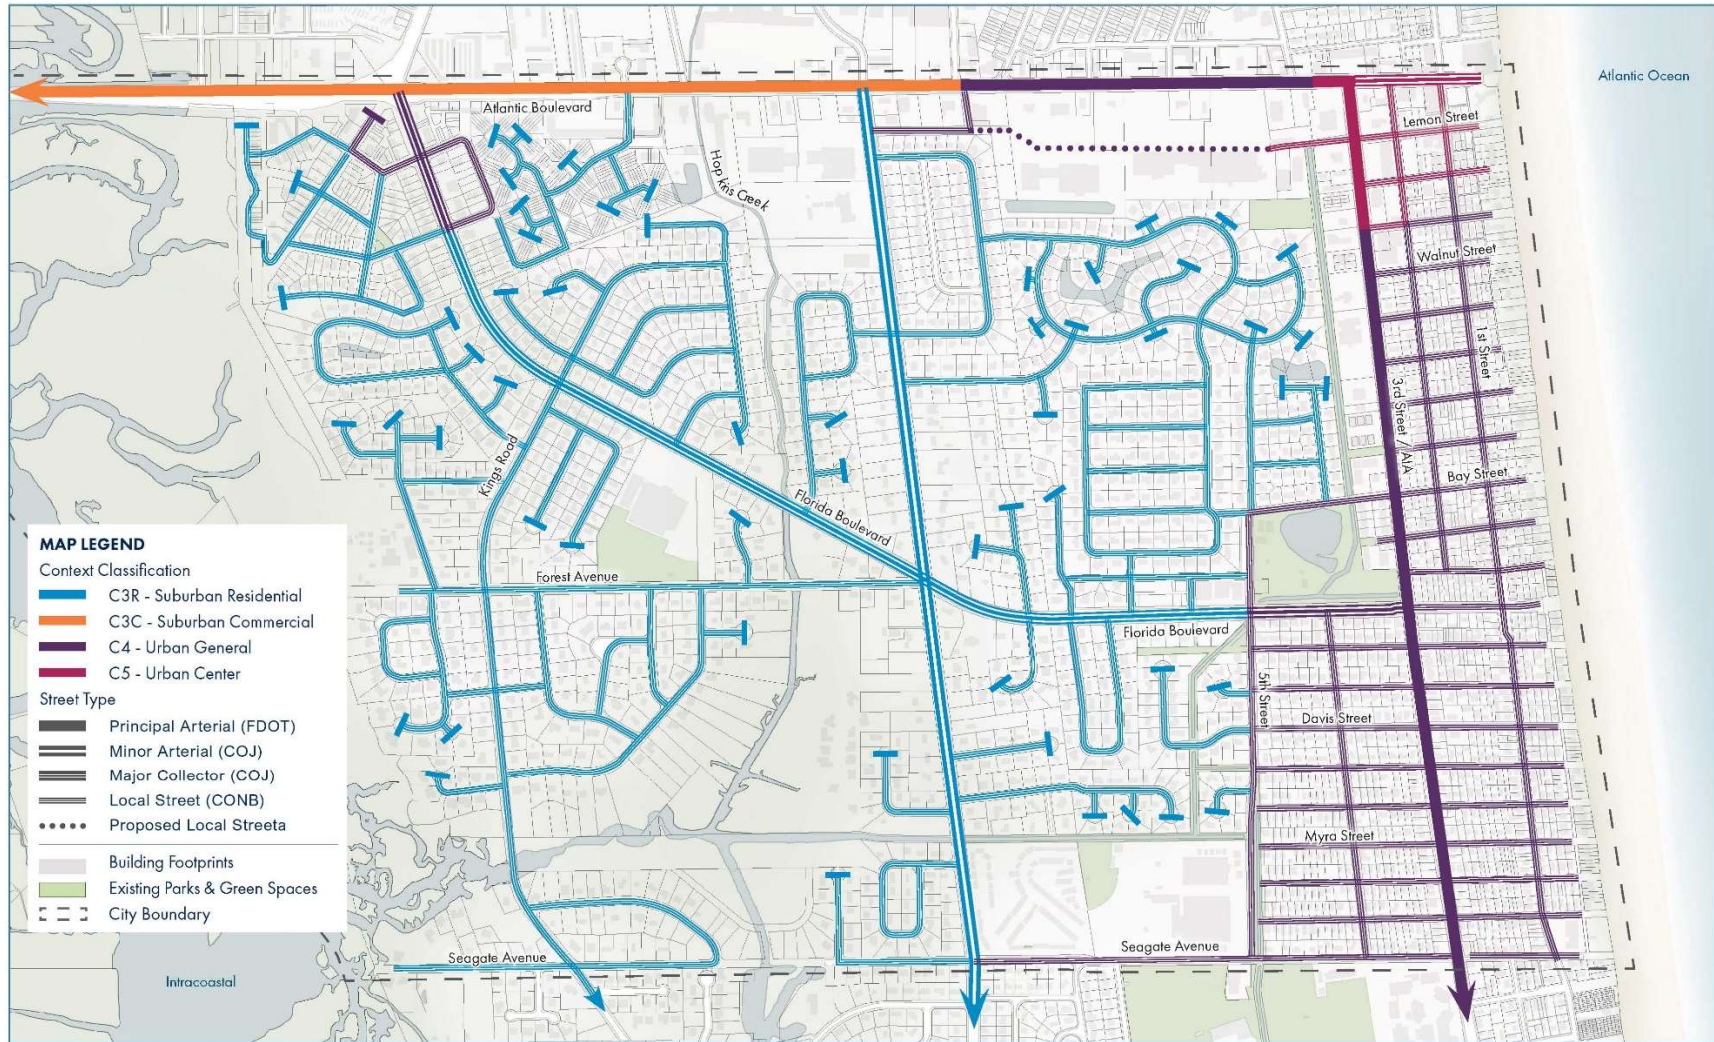 Atlantic Ocean
Atlantic Boulevard
Lemon Street
Hopkins Creek
Walnut Street
1st Street
3rd Street / A1A
Kings Road
Bay Street
Florida Boulevard
MAP LEGEND
Context Classification
C3R - Suburban Residential
C3C - Suburban Commercial
C4 - Urban General
C5 - Urban Center
Street Type
Principal Arterial (FDOT)
Minor Arterial (COJ)
Major Collector (COJ)
Local Street (CONB)
Proposed Local Streeta
Building Footprints
Existing Parks & Green Spaces
City Boundary
Forest Avenue
Florida Boulevard
5th Street
Davis Street
Myra Street
Seagate Avenue
Seagate Avenue
Intracoastal